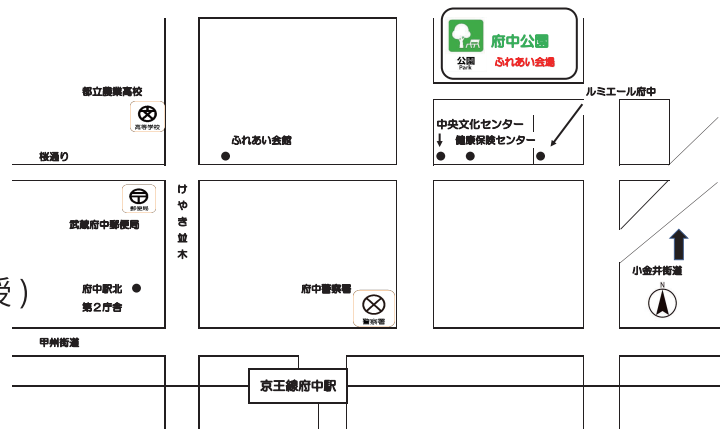 府中公園
公園
Park
ふれあい会場
都立農業高校
高等学校
ルミエール府中
中央文化センター
ふれあい会館
健康保険センター
桜通り
けやき並木
郵便局
武蔵府中郵便局
小金井街道
府中駅北
第2庁舎
府中警察署
N
受)
警察署
甲州街道
京王線府中駅